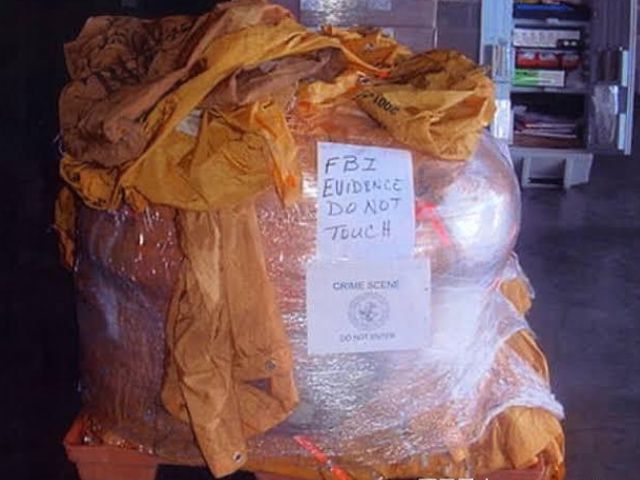 FBI
EVIDENCE
DO NOT
TOUCH
CRIME SCENE
DO NOT ENTER